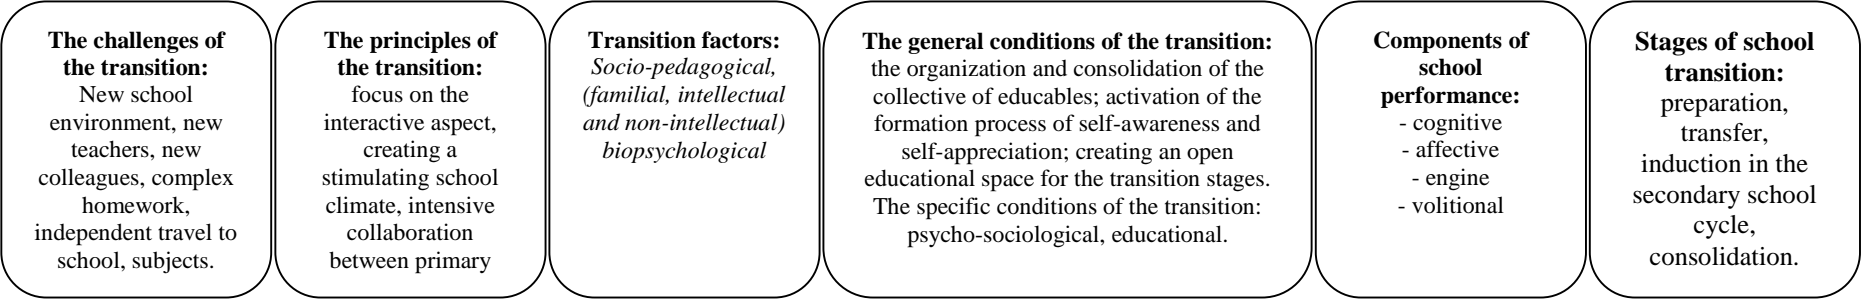 The challenges of
the transition:
New school
environment, new
teachers, new
colleagues, complex
homework,
independent travel to
school, subjects.
The principles of
the transition:
focus on the
interactive aspect,
creating a
stimulating school
climate, intensive
collaboration
between primary
Transition factors:
Socio-pedagogical,
(familial, intellectual
and non-intellectual)
biopsychological
The general conditions of the transition:
the organization and consolidation of the
collective of educables; activation of the
formation process of self-awareness and
self-appreciation; creating an open
educational space for the transition stages.
The specific conditions of the transition:
psycho-sociological, educational.
Components of
school
performance:
- cognitive
- affective
- engine
- volitional
Stages of school
transition:
preparation,
transfer,
induction in the
secondary school
cycle,
consolidation.